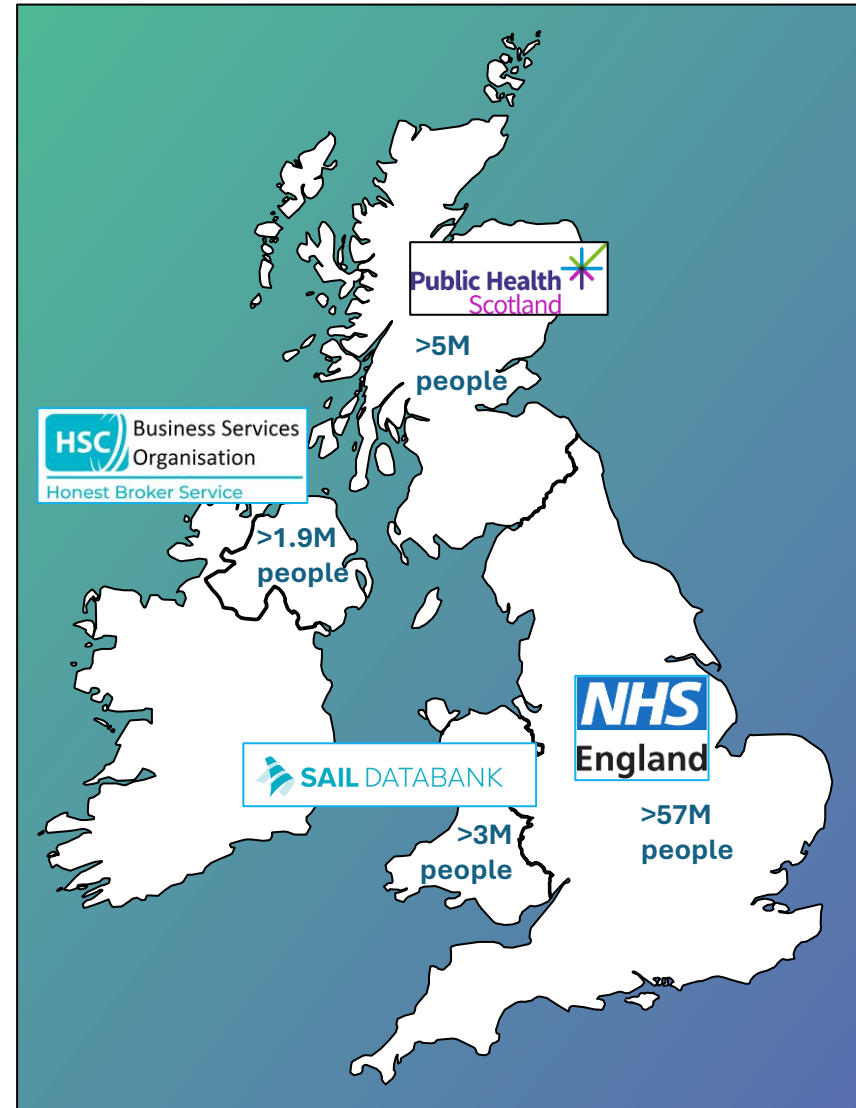 Public Health
Scotland
>5M
people
HSC
Business Services
Organisation
Honest Broker Service
>1.9M
people
NHS
England
SAIL DATABANK
>57M
people
>3M
people